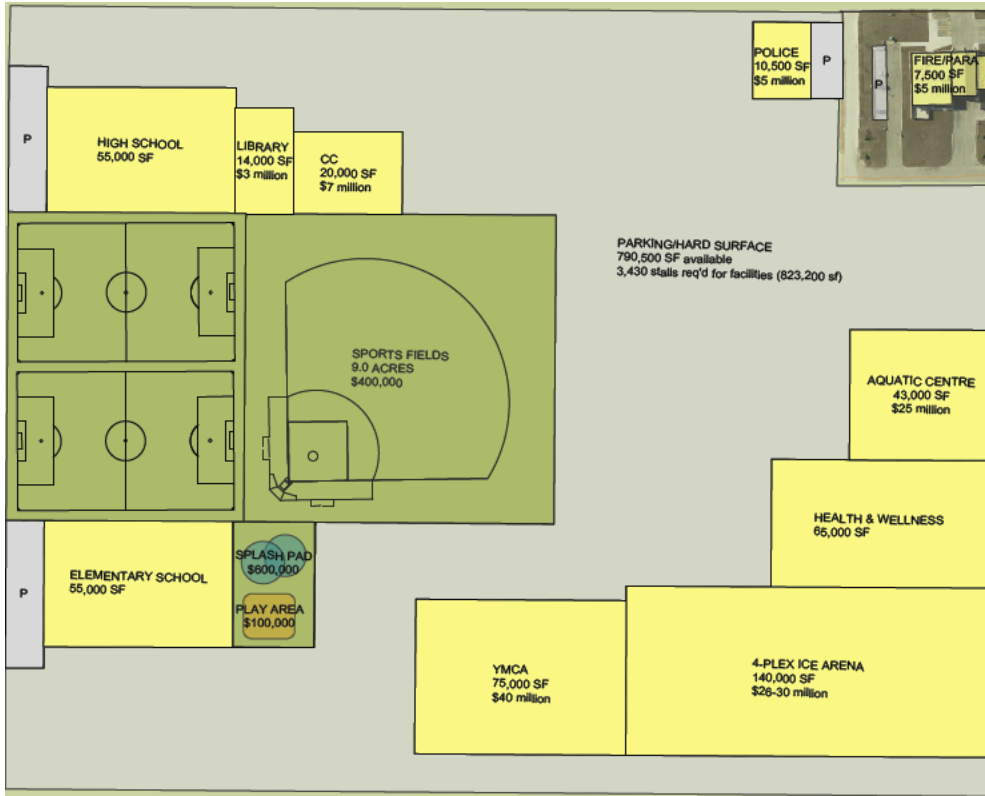 POLICE
10,500 SF
$5 million
P
P
FIRE/PARA
7,500 SF
$5 million
P
HIGH SCHOOL
55,000 SF
LIBRARY
14,000 SF
$3 million
CC
20,000 SF
$7 million
PARKING/HARD SURFACE
790,500 SF available
3,430 stalls req'd for facilities (823,200 sf)
SPORTS FIELDS
9.0 ACRES
$400,000
AQUATIC CENTRE
43,000 SF
$25 million
HEALTH & WELLNESS
65,000 SF
P
ELEMENTARY SCHOOL
55,000 SF
SPLASH PAD
$600,000
PLAY AREA
$100,000
YMCA
75,000 SF
$40 million
4-PLEX ICE ARENA
140,000 SF
$26-30 million